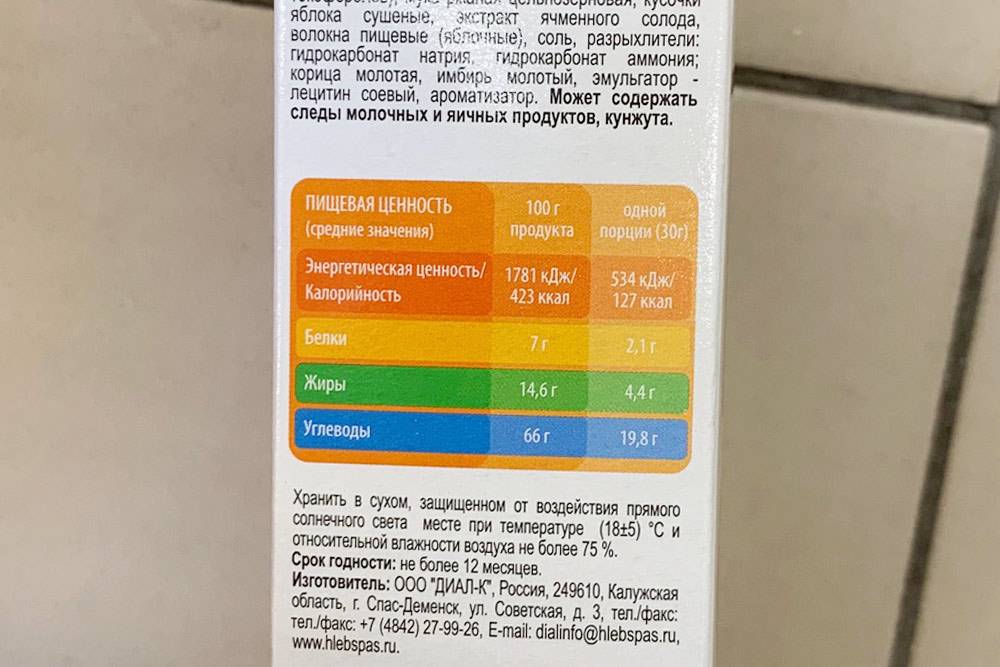 мука ржаная цельнозерновая, кусочки
яблока сушеные, экстракт ячменного солода,
волокна пищевые (яблочные), соль, разрыхлители:
гидрокарбонат натрия, гидрокарбонат аммония;
корица молотая, имбирь молотый, эмульгатор -
лецитин соевый, ароматизатор. Может содержать
следы молочных и яичных продуктов, кунжута.
ПИЩЕВАЯ ЦЕННОСТЬ 100 г одной
(средние значения) продукта порции (30г)
Энергетическая ценность/ 1781 кДж/ 534 кДж/
Калорийность 423 ккал 127 ккал
Белки 7 г 2,1 г
Жиры 14,6 г 4,4 г
Углеводы 66 г 19,8 г
Хранить в сухом, защищенном от воздействия прямого
солнечного света месте при температуре (18±5) °С и
относительной влажности воздуха не более 75 %.
Срок годности: не более 12 месяцев.
Изготовитель: ООО "ДИАЛ-К", Россия, 249610, Калужская
область, г. Спас-Деменск, ул. Советская, д. 3, тел./факс:
тел./факс: +7 (4842) 27-99-26, E-mail: dialinfo@hlebspas.ru,
www.hlebspas.ru.